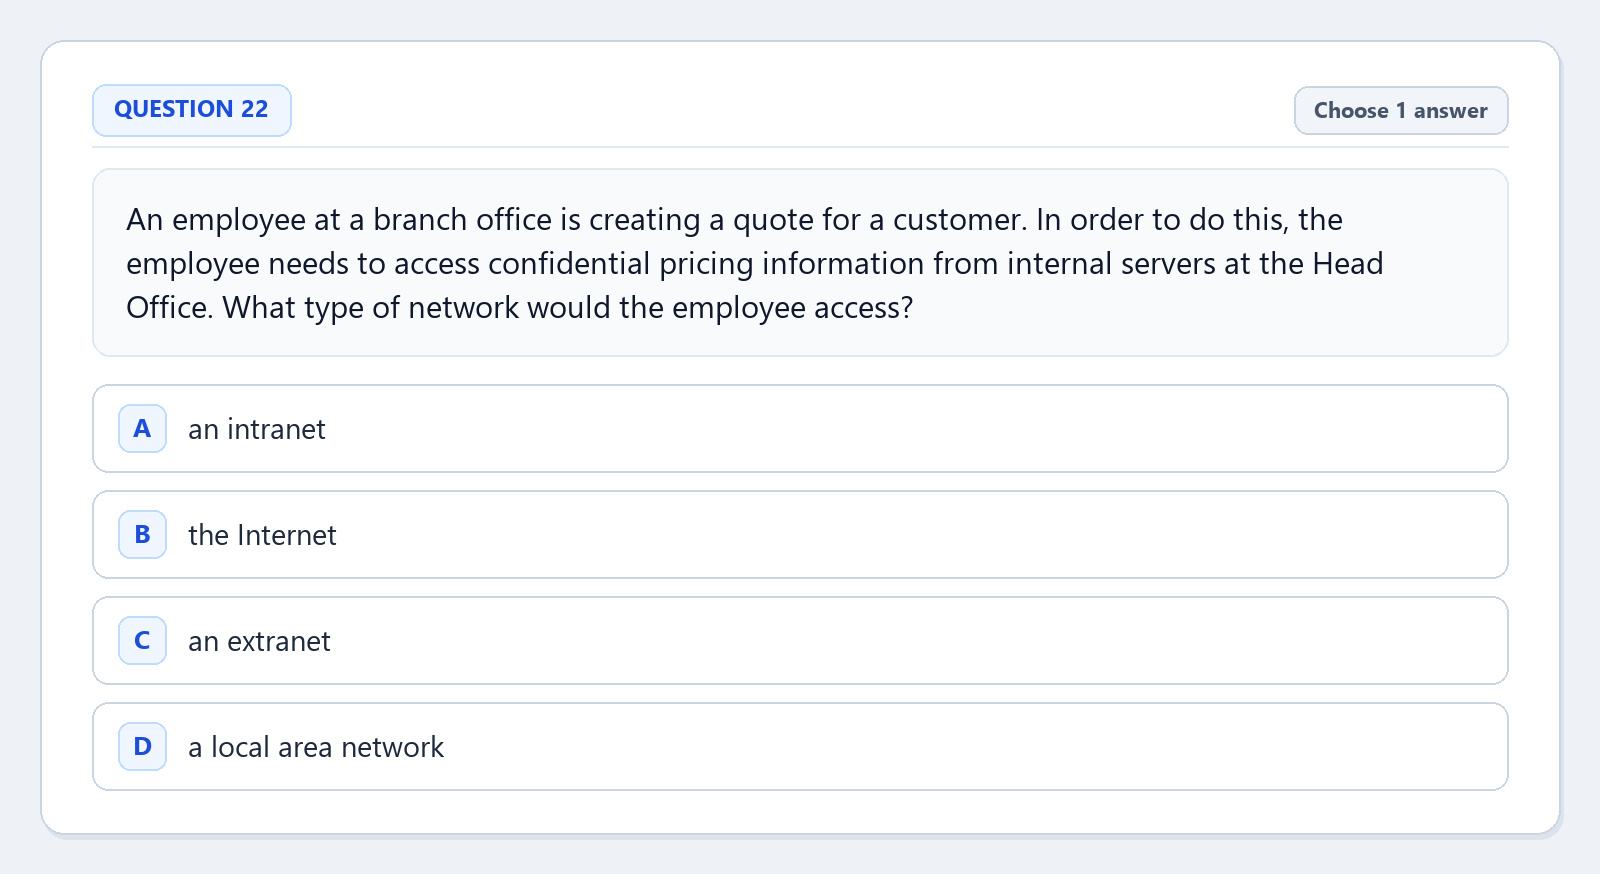 QUESTION 22
Choose 1 answer
An employee at a branch office is creating a quote for a customer. In order to do this, the
employee needs to access confidential pricing information from internal servers at the Head
Office. What type of network would the employee access?
A an intranet
B the Internet
C an extranet
D a local area network